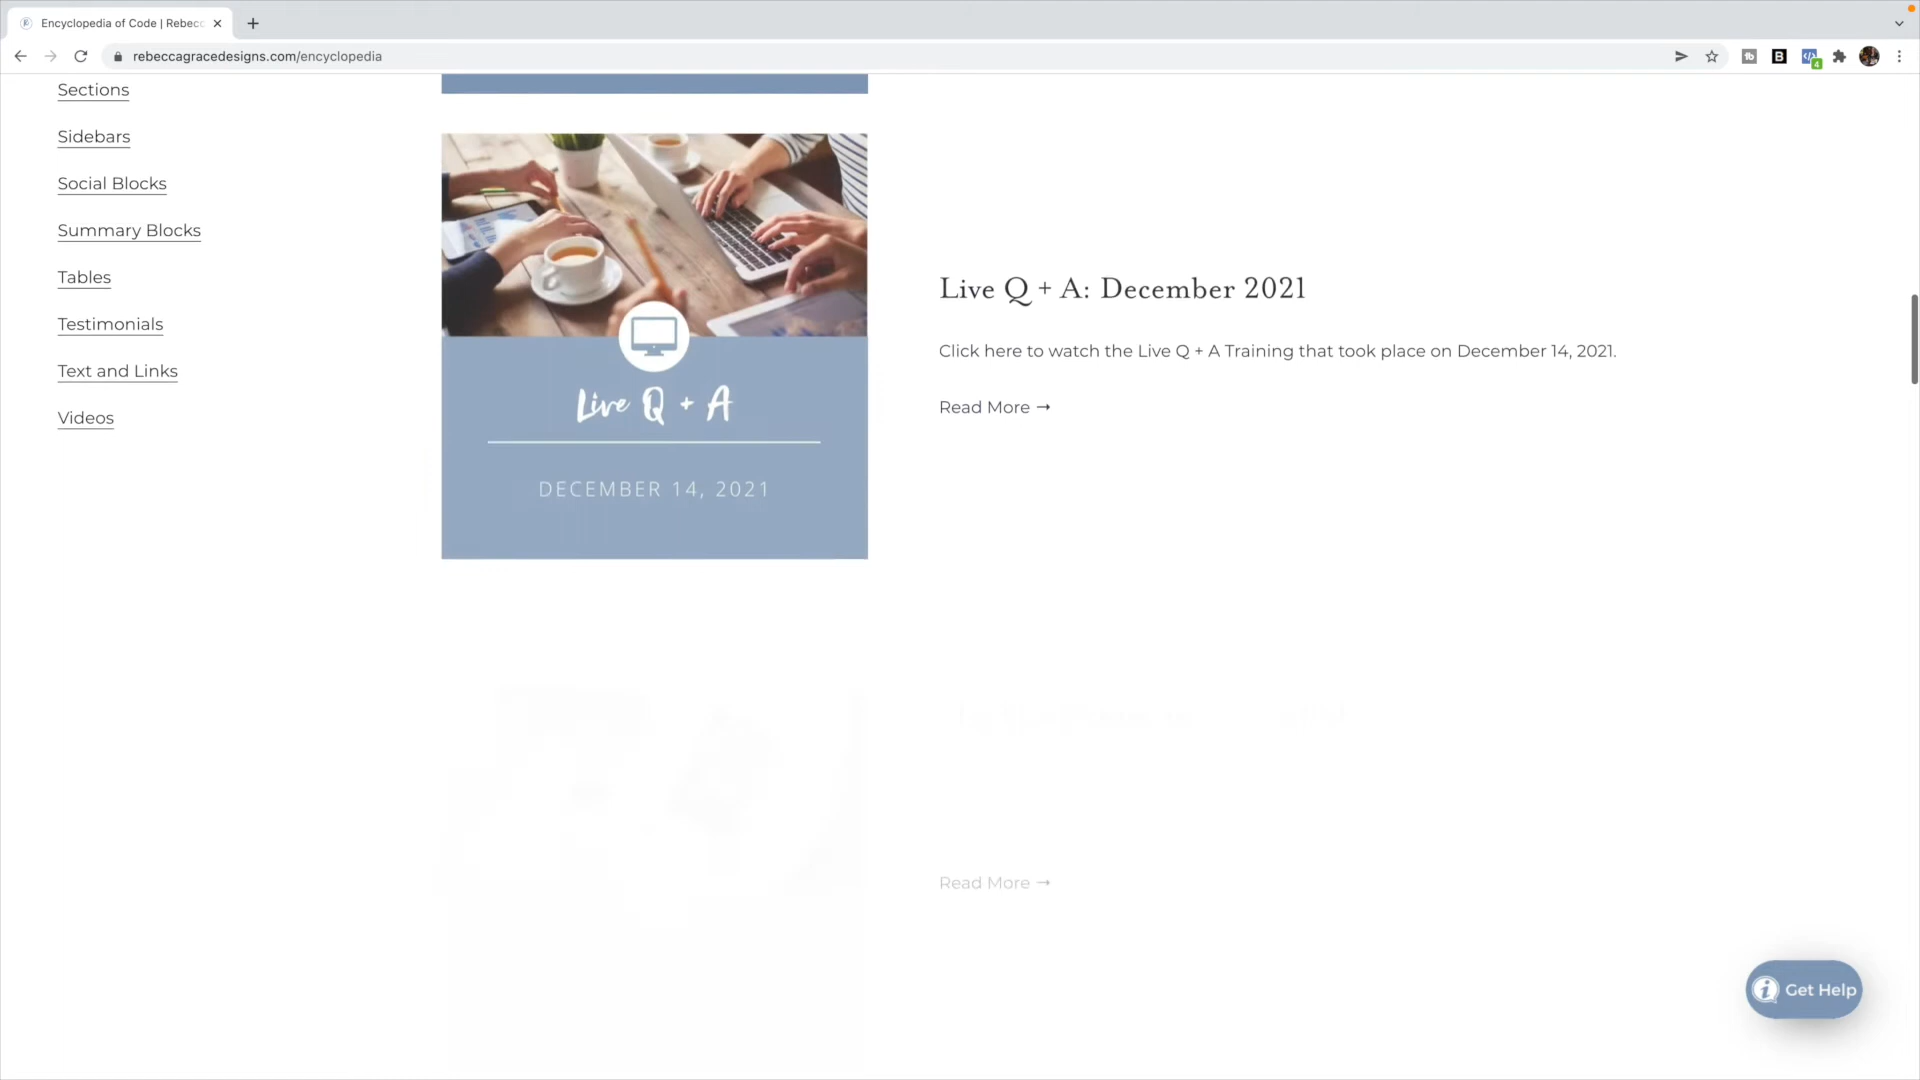 Encyclopedia of Code | Rebecc
rebeccagracedesigns.com/encyclopedia
Sections
Sidebars
Social Blocks
Summary Blocks
Tables
Testimonials
Text and Links
Videos
Live Q + A
DECEMBER 14, 2021
Live Q + A: December 2021
Click here to watch the Live Q + A Training that took place on December 14, 2021.
Read More →
Read More →
Get Help